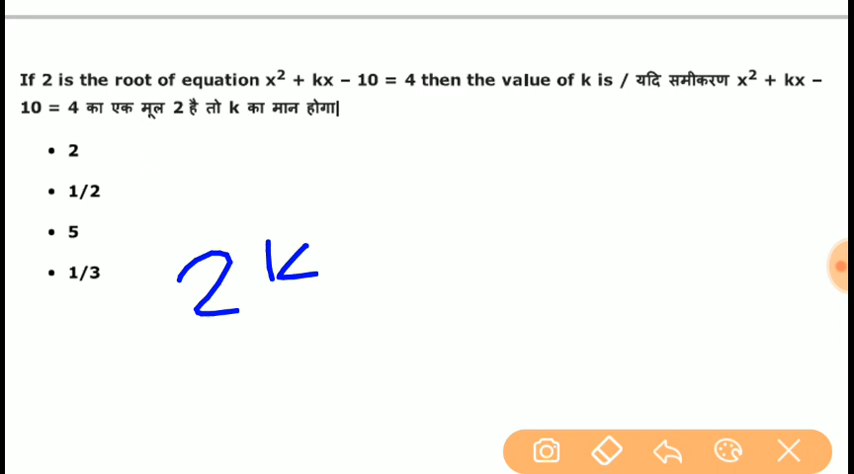 If 2 is the root of equation x² + kx – 10 = 4 then the value of k is / यदि समीकरण x² + kx –
10 = 4 का एक मूल 2 है तो k का मान होगा|
• 2
• 1/2
• 5
• 1/3
2 K